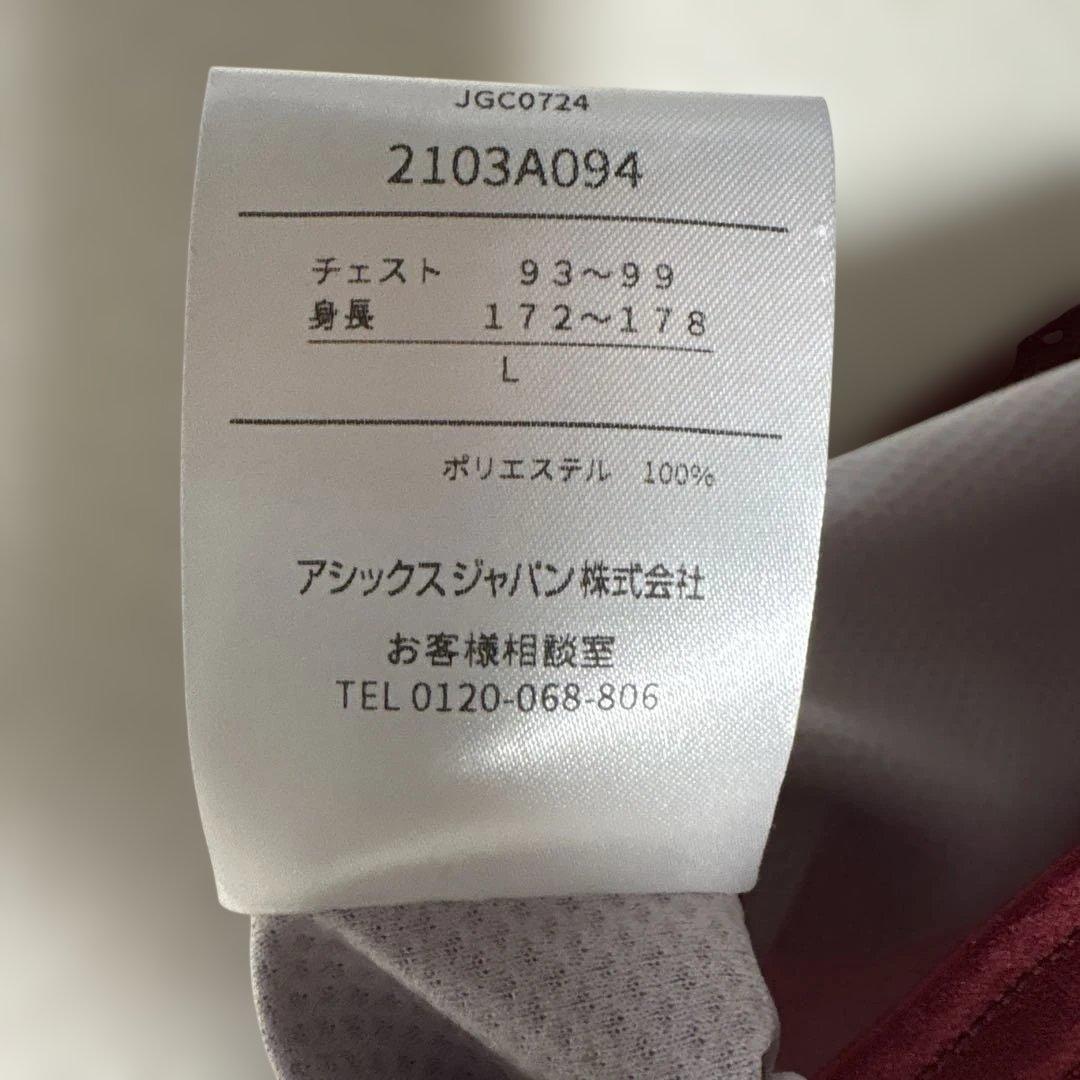 JGC0724
2103A094
チェスト 93〜99
身長 172〜178
L
ポリエステル 100%
アシックスジャパン株式会社
お客様相談室
TEL 0120-068-806